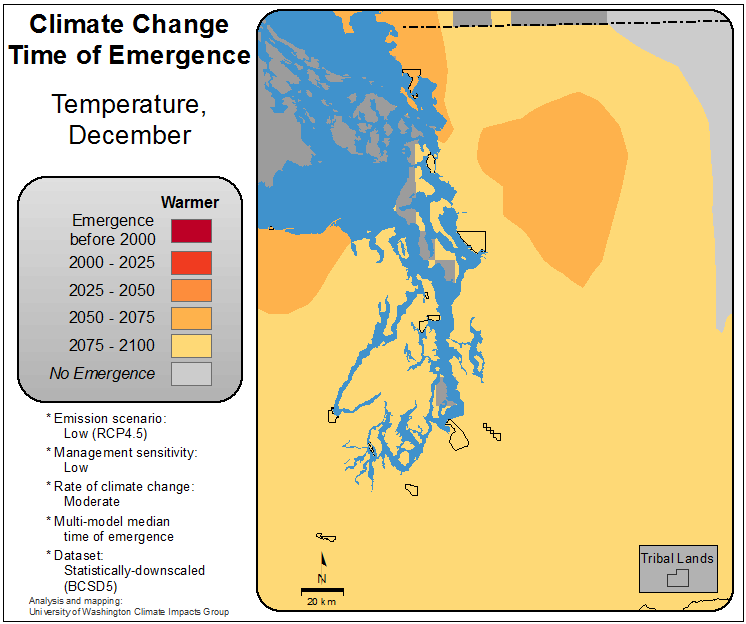 Climate Change
Time of Emergence
Temperature,
December
Warmer
Emergence
before 2000
2000 - 2025
2025 - 2050
2050 - 2075
2075 - 2100
No Emergence
* Emission scenario:
Low (RCP4.5)
* Management sensitivity:
Low
* Rate of climate change:
Moderate
* Multi-model median
time of emergence
* Dataset:
Statistically-downscaled
(BCSD5)
Analysis and mapping:
University of Washington Climate Impacts Group
N
20 km
Tribal Lands